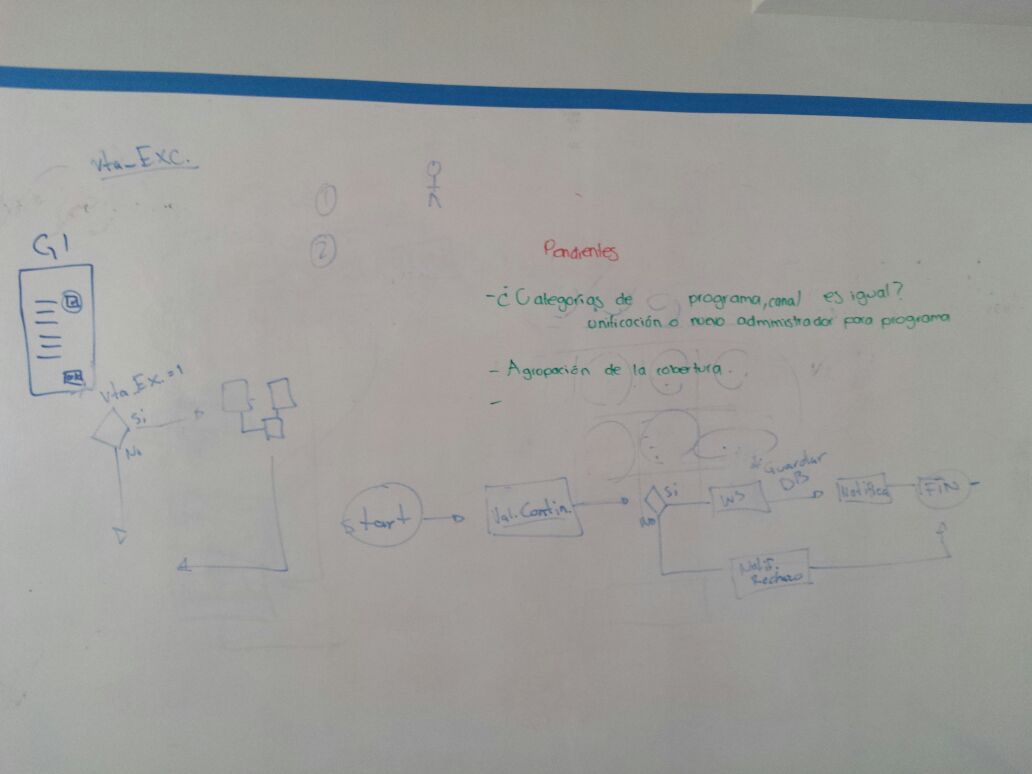 vta_Exc.
1
2
G1
Pendientes
-¿Categorías de programa, canal es igual?
unificación o nuevo administrador para programa
- Agrupación de la cobertura.
-
vta_Ex.=1
Si
No
Start
Val. Contin.
Si
No
WS
* Guardar
DB
Notifica
FIN
Notif.
Rechazo